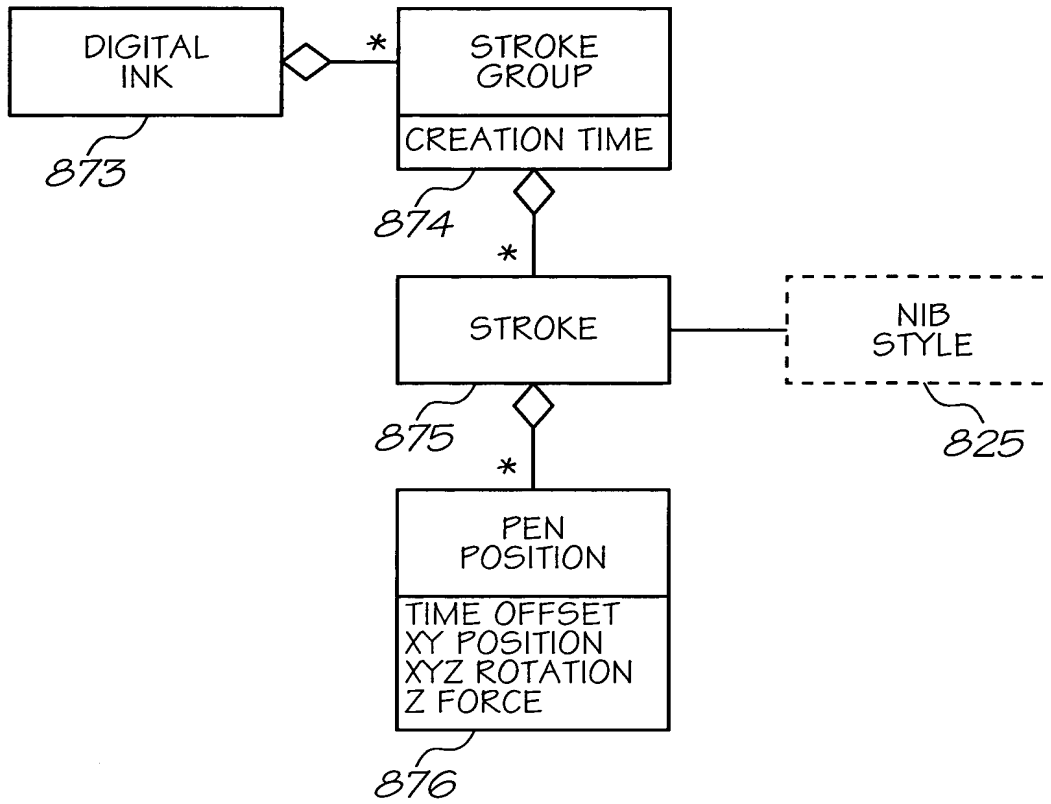 DIGITAL
INK
*
STROKE
GROUP
CREATION TIME
873
874
*
STROKE
NIB
STYLE
875
825
*
PEN
POSITION
TIME OFFSET
XY POSITION
XYZ ROTATION
Z FORCE
876